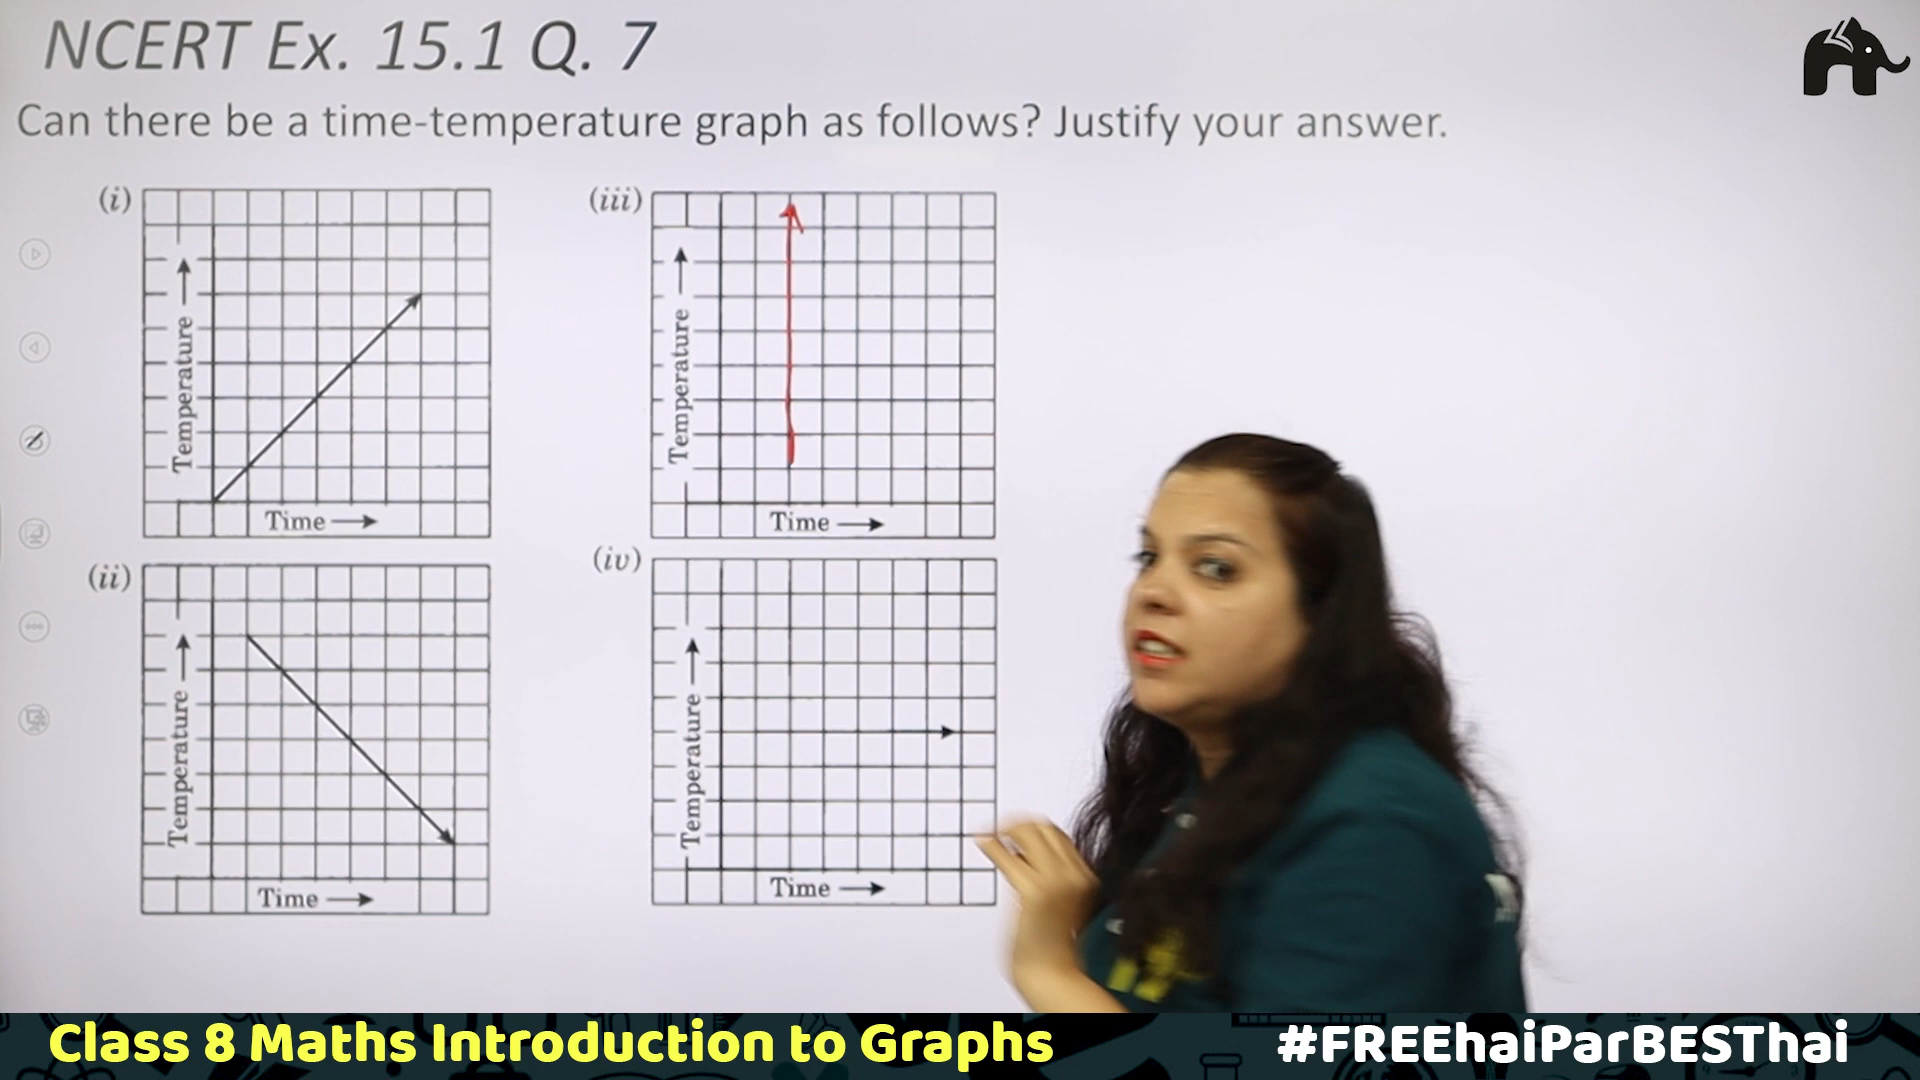 NCERT Ex. 15.1 Q. 7
Can there be a time-temperature graph as follows? Justify your answer.
(i)
Temperature
Time
(iii)
Temperature
Time
(ii)
Temperature
Time
(iv)
Temperature
Time
Class 8 Maths Introduction to Graphs
#FREEhaiParBESThai